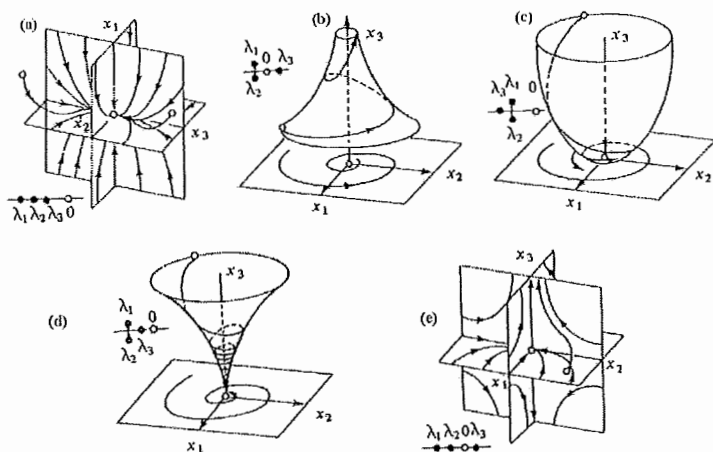 (a)
x₁
x₂
x₃
λ₁ λ₂ λ₃ 0
(b)
λ₁ 0 λ₃
λ₂
x₃
x₂
x₁
(c)
λ₃ λ₁ 0
λ₂
x₃
x₂
x₁
(d)
λ₁ 0
λ₂ λ₃
x₃
x₂
x₁
(e)
x₃
x₁
x₂
λ₁ λ₂ 0 λ₃